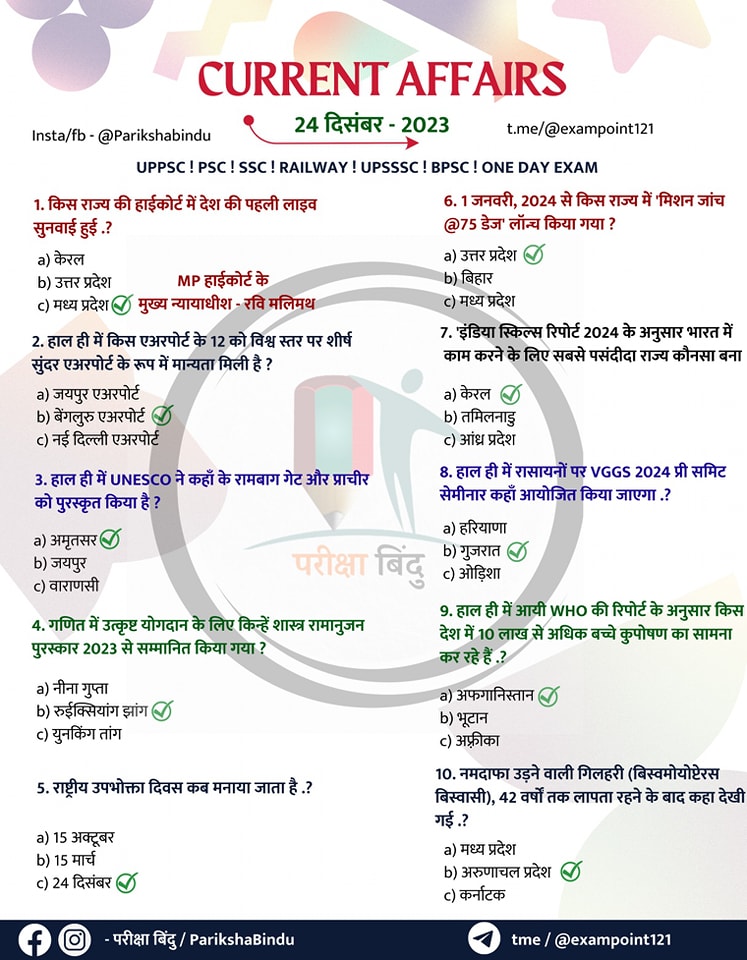 CURRENT AFFAIRS
Insta/fb - @Parikshabindu
24 दिसंबर - 2023
t.me/@exampoint121
UPPSC ! PSC ! SSC ! RAILWAY ! UPSSSC ! BPSC ! ONE DAY EXAM
1. किस राज्य की हाईकोर्ट में देश की पहली लाइव
सुनवाई हुई .?
a) केरल
b) उत्तर प्रदेश
c) मध्य प्रदेश
MP हाईकोर्ट के
मुख्य न्यायाधीश - रवि मलिमथ
2. हाल ही में किस एअरपोर्ट के 12 को विश्व स्तर पर शीर्ष
सुंदर एअरपोर्ट के रूप में मान्यता मिली है ?
a) जयपुर एअरपोर्ट
b) बेंगलुरु एअरपोर्ट
c) नई दिल्ली एअरपोर्ट
3. हाल ही में UNESCO ने कहाँ के रामबाग गेट और प्राचीर
को पुरस्कृत किया है ?
a) अमृतसर
b) जयपुर
c) वाराणसी
4. गणित में उत्कृष्ट योगदान के लिए किन्हें शास्त्र रामानुजन
पुरस्कार 2023 से सम्मानित किया गया ?
a) नीना गुप्ता
b) रुईक्सियांग झांग
c) युनकिंग तांग
5. राष्ट्रीय उपभोक्ता दिवस कब मनाया जाता है .?
a) 15 अक्टूबर
b) 15 मार्च
c) 24 दिसंबर
6. 1 जनवरी, 2024 से किस राज्य में 'मिशन जांच
@75 डेज' लॉन्च किया गया ?
a) उत्तर प्रदेश
b) बिहार
c) मध्य प्रदेश
7. 'इंडिया स्किल्स रिपोर्ट 2024 के अनुसार भारत में
काम करने के लिए सबसे पसंदीदा राज्य कौनसा बना
a) केरल
b) तमिलनाडु
c) आंध्र प्रदेश
8. हाल ही में रासायनों पर VGGS 2024 प्री समिट
सेमीनार कहाँ आयोजित किया जाएगा .?
a) हरियाणा
b) गुजरात
c) ओड़िशा
9. हाल ही में आयी WHO की रिपोर्ट के अनुसार किस
देश में 10 लाख से अधिक बच्चे कुपोषण का सामना
कर रहे हैं .?
a) अफगानिस्तान
b) भूटान
c) अफ़्रीका
10. नमदाफा उड़ने वाली गिलहरी (बिस्वमोयोप्टेरस
बिस्वासी), 42 वर्षों तक लापता रहने के बाद कहा देखी
गई .?
a) मध्य प्रदेश
b) अरुणाचल प्रदेश
c) कर्नाटक
परीक्षा बिंदु
- परीक्षा बिंदु / ParikshaBindu
tme / @exampoint121